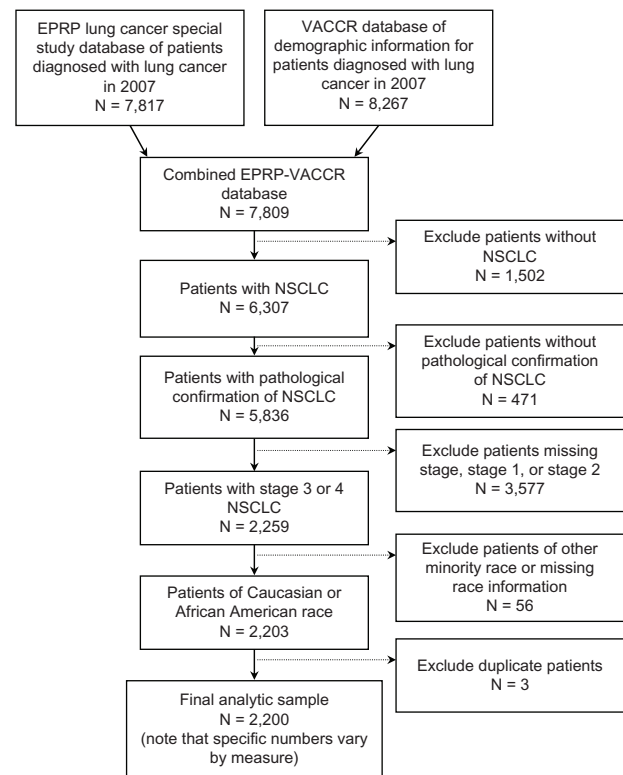 EPRP lung cancer special
study database of patients
diagnosed with lung cancer
in 2007
N = 7,817
VACCR database of
demographic information for
patients diagnosed with lung
cancer in 2007
N = 8,267
Combined EPRP-VACCR
database
N = 7,809
Exclude patients without
NSCLC
N = 1,502
Patients with NSCLC
N = 6,307
Exclude patients without
pathological confirmation
of NSCLC
N = 471
Patients with pathological
confirmation of NSCLC
N = 5,836
Exclude patients missing
stage, stage 1, or stage 2
N = 3,577
Patients with stage 3 or 4
NSCLC
N = 2,259
Exclude patients of other
minority race or missing
race information
N = 56
Patients of Caucasian or
African American race
N = 2,203
Exclude duplicate patients
N = 3
Final analytic sample
N = 2,200
(note that specific numbers vary
by measure)